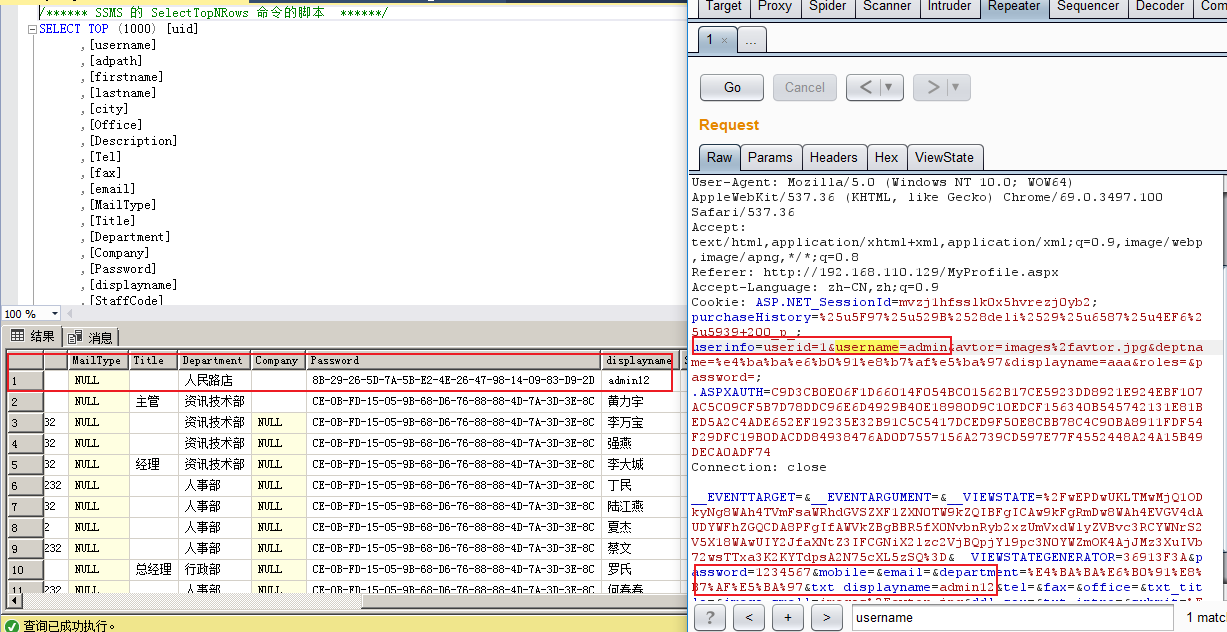 /****** SSMS 的 SelectTopNRows 命令的脚本  ******/
SELECT TOP (1000) [uid]
,[username]
,[adpath]
,[firstname]
,[lastname]
,[city]
,[Office]
,[Description]
,[Tel]
,[fax]
,[email]
,[MailType]
,[Title]
,[Department]
,[Company]
,[Password]
,[displayname]
,[StaffCode]
100 %
结果 消息
MailType Title Department Company Password displayname
1 NULL 人民路店 8B-29-26-5D-7A-5B-E2-4E-26-47-98-14-09-83-D9-2D admin12
2 NULL 主管 资讯技术部 CE-0B-FD-15-05-9B-68-D6-76-88-88-4D-7A-3D-3E-8C 黄力宇
3 32 NULL 资讯技术部 NULL CE-0B-FD-15-05-9B-68-D6-76-88-88-4D-7A-3D-3E-8C 李万宝
4 32 NULL 资讯技术部 NULL CE-0B-FD-15-05-9B-68-D6-76-88-88-4D-7A-3D-3E-8C 强燕
5 32 NULL 经理 资讯技术部 NULL CE-0B-FD-15-05-9B-68-D6-76-88-88-4D-7A-3D-3E-8C 李大城
6 232 NULL 人事部 NULL CE-0B-FD-15-05-9B-68-D6-76-88-88-4D-7A-3D-3E-8C 丁民
7 32 NULL 人事部 NULL CE-0B-FD-15-05-9B-68-D6-76-88-88-4D-7A-3D-3E-8C 陆江燕
8 2 NULL 人事部 NULL CE-0B-FD-15-05-9B-68-D6-76-88-88-4D-7A-3D-3E-8C 夏杰
9 232 NULL 人事部 NULL CE-0B-FD-15-05-9B-68-D6-76-88-88-4D-7A-3D-3E-8C 蔡文
10 NULL 总经理 行政部 NULL CE-0B-FD-15-05-9B-68-D6-76-88-88-4D-7A-3D-3E-8C 罗氏
11 232 NULL 人事部 NULL CE-0B-FD-15-05-9B-68-D6-76-88-88-4D-7A-3D-3E-8C 何春春
查询已成功执行。
Target Proxy Spider Scanner Intruder Repeater Sequencer Decoder Com
1 × ...
Go Cancel < >
Request
Raw Params Headers Hex ViewState
User-Agent: Mozilla/5.0 (Windows NT 10.0; WOW64)
AppleWebKit/537.36 (KHTML, like Gecko) Chrome/69.0.3497.100
Safari/537.36
Accept:
text/html,application/xhtml+xml,application/xml;q=0.9,image/webp
,image/apng,*/*;q=0.8
Referer: http://192.168.110.129/MyProfile.aspx
Accept-Language: zh-CN,zh;q=0.9
Cookie: ASP.NET_SessionId=mvzj1hfsslk0x5hvrezj0yb2;
purchaseHistory=%25u5F97%25u529B%2528deli%2529%25u6587%25u4EF6%2
5u5939+200_p_;
userinfo=userid=1&username=admin&avtor=images%2favtor.jpg&deptna
me=%e4%ba%ba%e6%b0%91%e8%b7%af%e5%ba%97&displayname=aaa&roles=&p
assword=;
.ASPXAUTH=C9D3CB0E06F1D66014F054BC01562B17CE5923DD8921E924EBF107
AC5C09CF5B7D78DDC96E6D4929B40E18980D9C10EDCF156340B545742131E81B
ED5A2C4ADE652EF19235E32B91C5C5417DCED9F50E8CBB78C4C90BA8911FDF54
F29DFC19B0DACDD84938476AD0D7557156A2739CD597E77F4552448A24A15B49
DECA0ADF74
Connection: close
__EVENTTARGET=&__EVENTARGUMENT=&__VIEWSTATE=%2FwEPDwUKLTMwMjQ1OD
kyNg8WAh4TVmFsaWRhdGVSZXF1ZXN0TW9kZQIBFgICAw9kFgRmDw8WAh4EVGV4dA
UDYWFhZGQCDA8PFgIfAWVkZBgBBR5fX0NvbnRyb2xzUmVxdWlyZVBvc3RCYWNrS2
V5X18WAwUIY2JfaXNtZ3IFCGNiX2lzc2VjBQpjYl9pc3N0YWZmOK4AjJMz3XuIVb
72wsTTxa3K2KYTdpsA2N75cXL5zSQ%3D&__VIEWSTATEGENERATOR=36913F3A&p
assword=1234567&mobile=&email=&department=%E4%BA%BA%E6%B0%91%E8%
B7%AF%E5%BA%97&txt_displayname=admin12&tel=&fax=&office=&txt_tit
? < + > username 1 matc